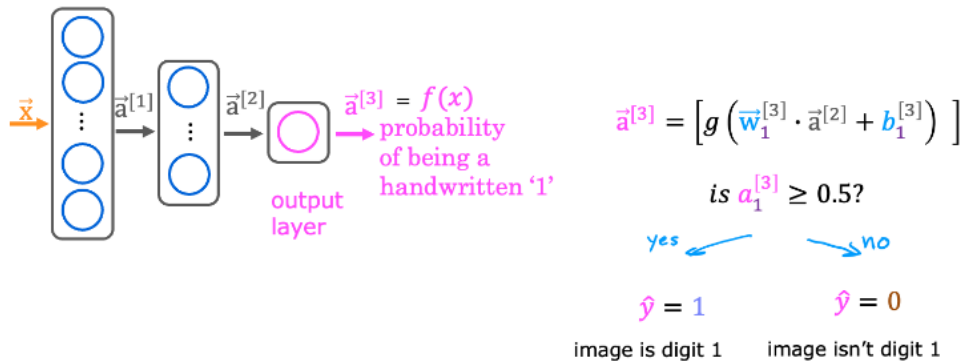 x⃗
a⃗^[1]
a⃗^[2]
a⃗^[3] = f(x)
probability
of being a
handwritten ‘1’
output
layer
⋮
⋮
a⃗^[3] = [g(w⃗₁^[3] · a⃗^[2] + b₁^[3])]
is a₁^[3] ≥ 0.5?
yes
no
ŷ = 1
ŷ = 0
image is digit 1
image isn't digit 1